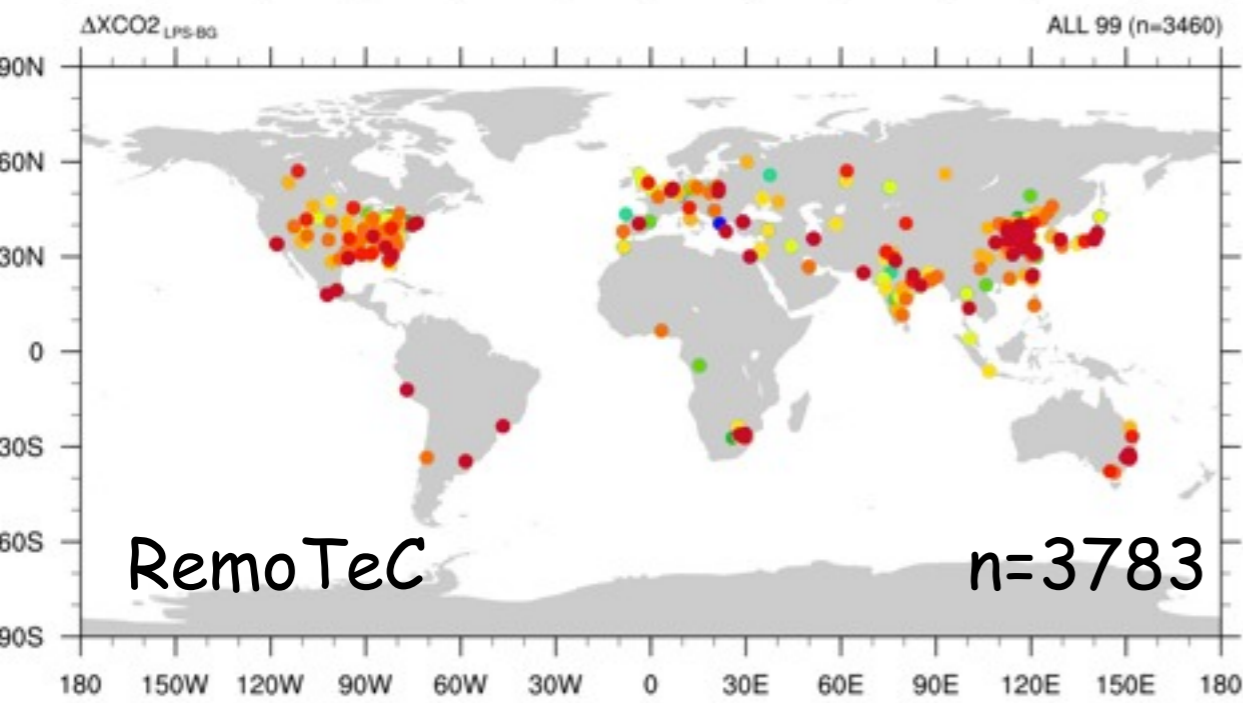 ΔXCO2 LPS-BG ALL 99 (n=3460)
90N
60N
30N
0
30S
60S
90S
RemoTeC n=3783
180 150W 120W 90W 60W 30W 0 30E 60E 90E 120E 150E 180